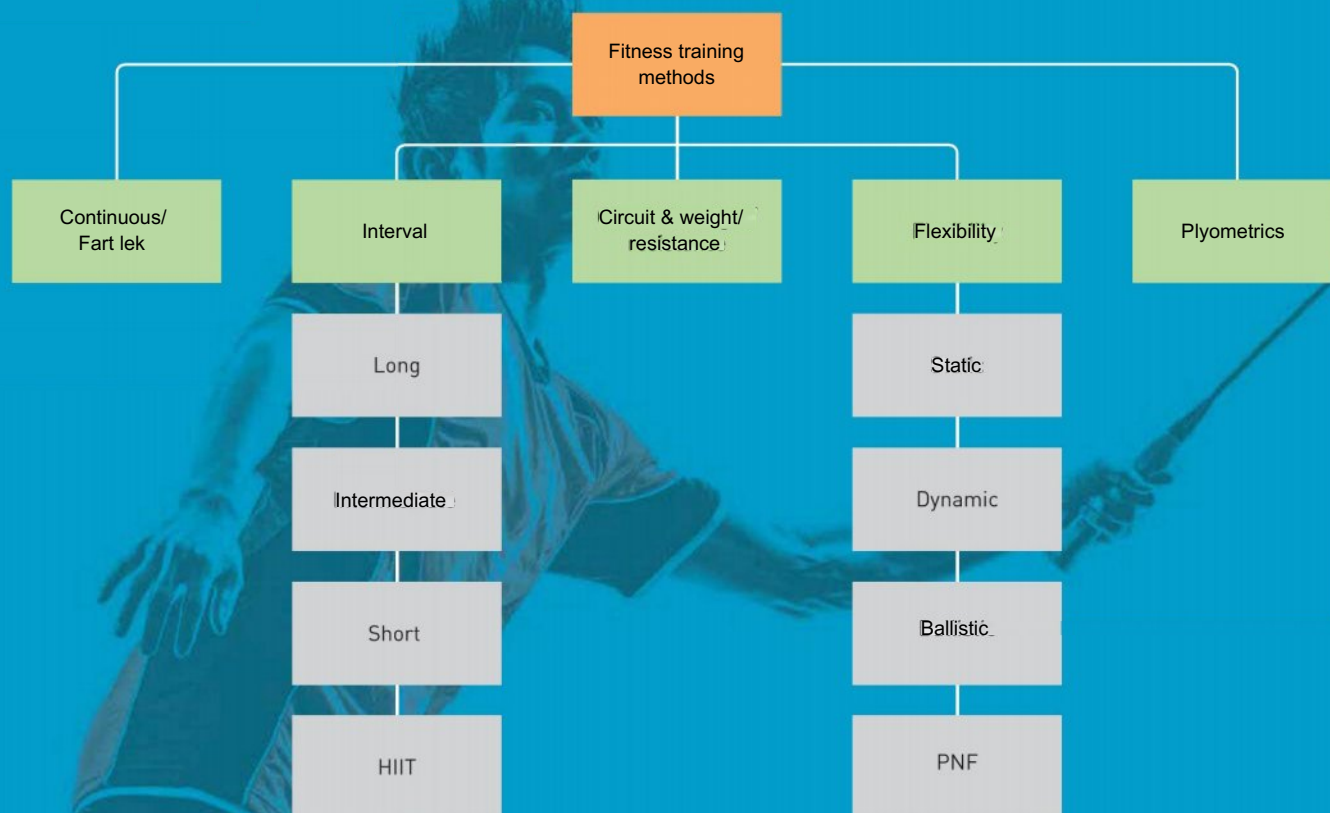 Fitness training
methods
Continuous/
Fart lek
Interval
Circuit & weight/
resistance
Flexibility
Plyometrics
Long
Static
Intermediate
Dynamic
Short
Ballistic
HIIT
PNF